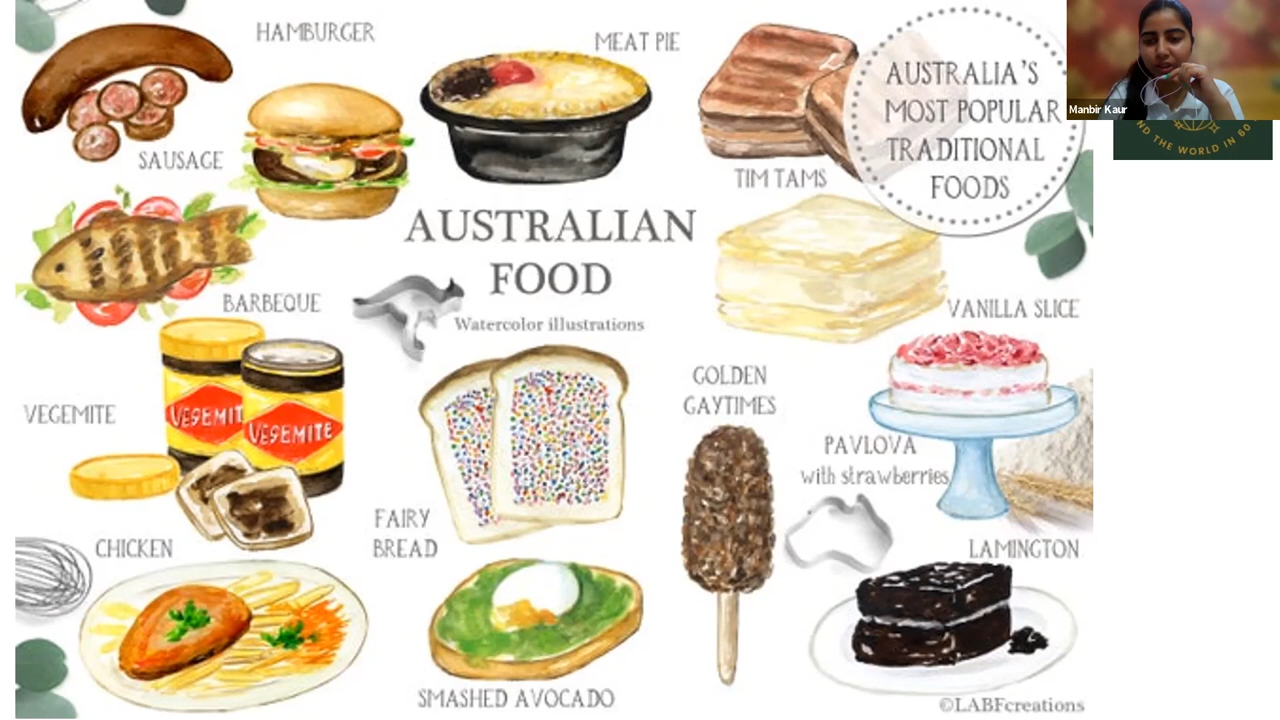 HAMBURGER
MEAT PIE
AUSTRALIA'S
MOST POPULAR
TRADITIONAL
FOODS
Manbir Kaur
THE WORLD IN 60
SAUSAGE
TIM TAMS
AUSTRALIAN
FOOD
Watercolor illustrations
BARBEQUE
VANILLA SLICE
VEGEMITE
VEGEMIT
VEGEMITE
GOLDEN
GAYTIMES
PAVLOVA
with strawberries
FAIRY
BREAD
CHICKEN
LAMINGTON
SMASHED AVOCADO
©LABFcreations